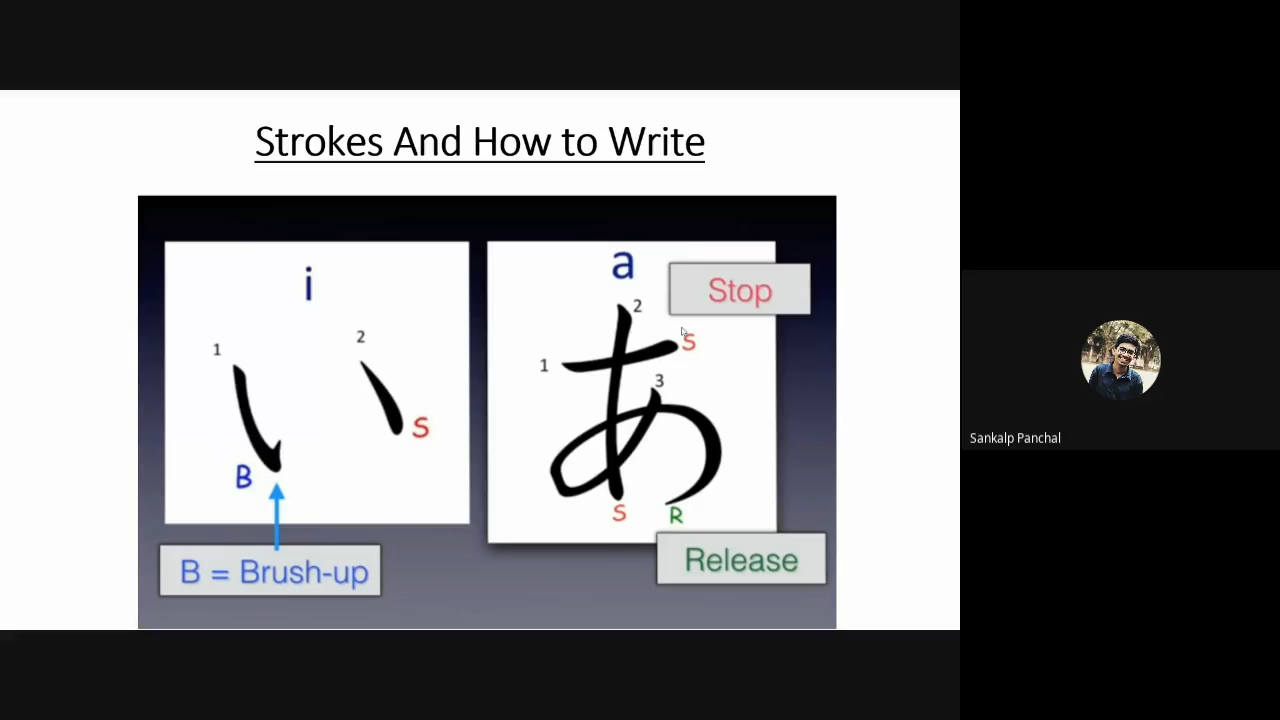 Strokes And How to Write
i
1
2
い
B
S
B = Brush-up
a
Stop
2
S
1
3
あ
S
R
Release
Sankalp Panchal